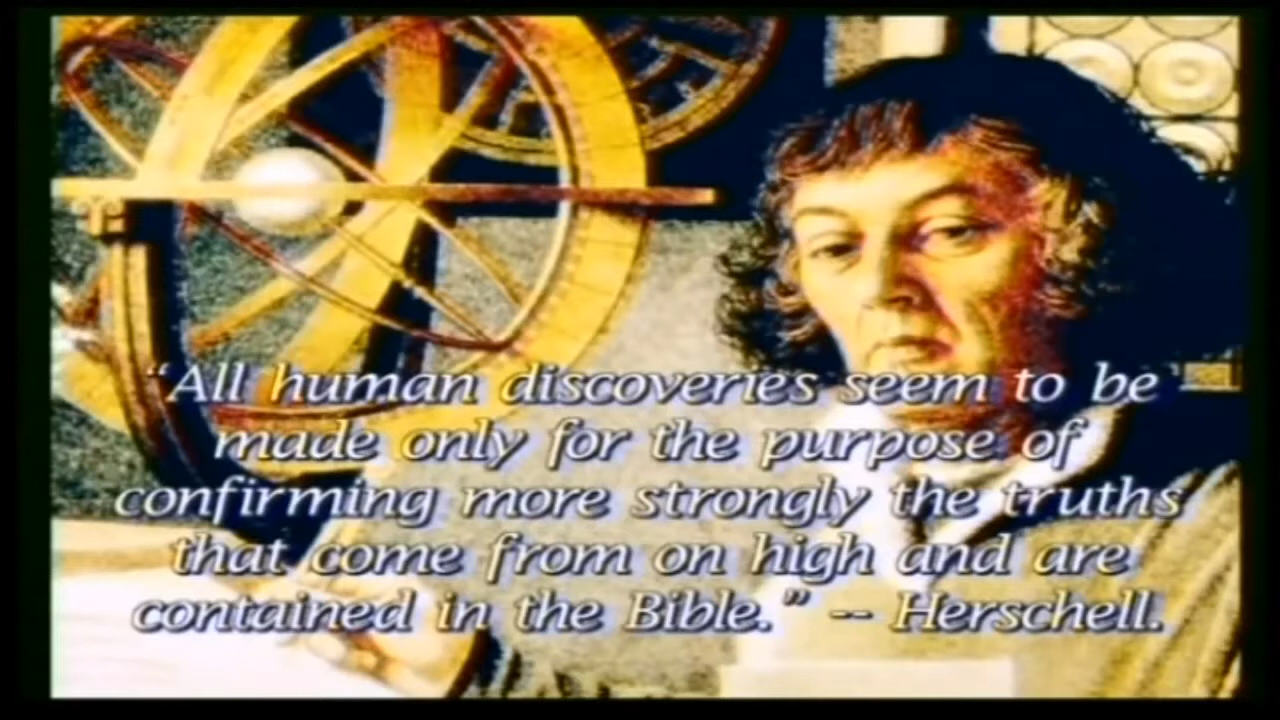 “All human discoveries seem to be
made only for the purpose of
confirming more strongly the truths
that come from on high and are
contained in the Bible.” -- Herschell.